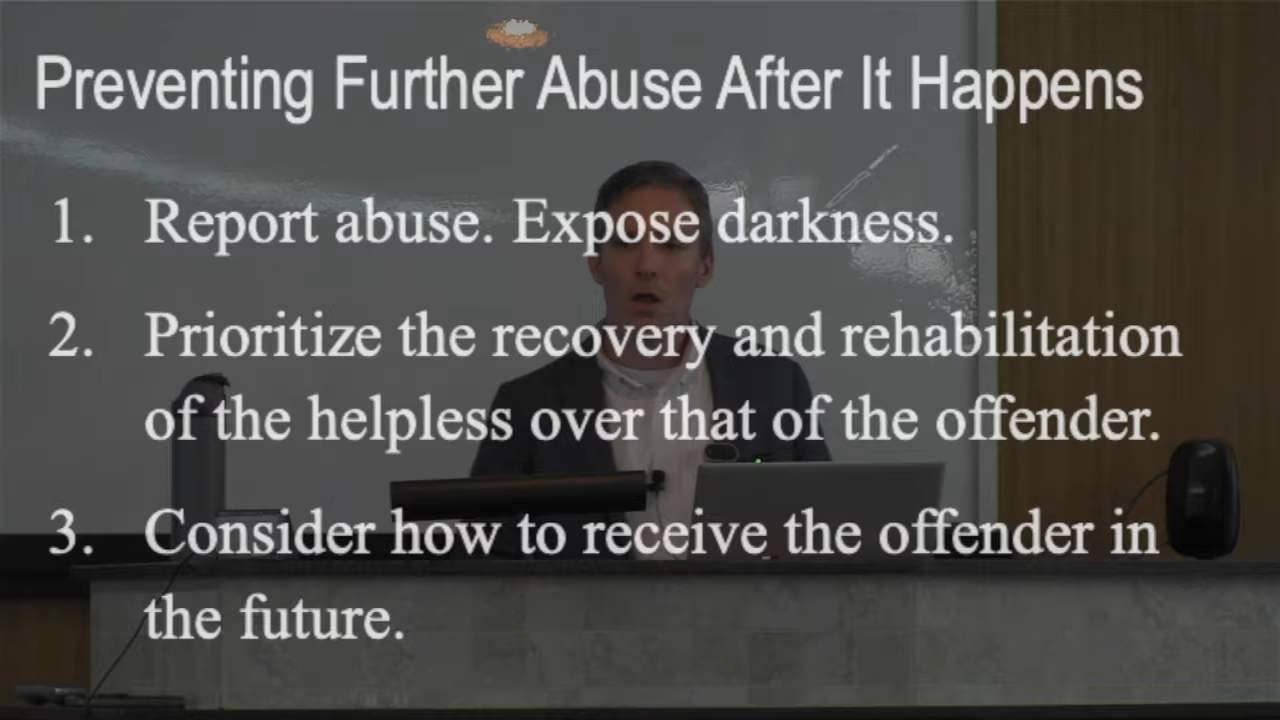 Preventing Further Abuse After It Happens
1. Report abuse. Expose darkness.
2. Prioritize the recovery and rehabilitation
of the helpless over that of the offender.
3. Consider how to receive the offender in
the future.